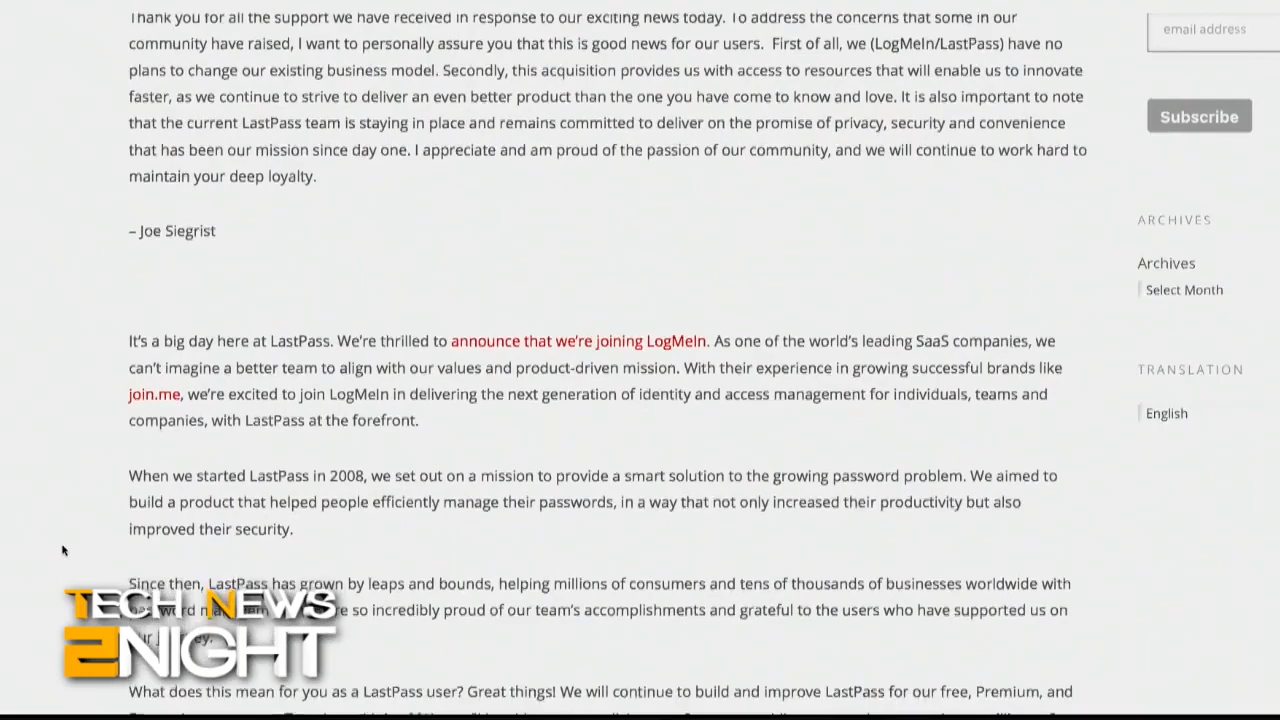 Thank you for all the support we have received in response to our exciting news today. To address the concerns that some in our
community have raised, I want to personally assure you that this is good news for our users. First of all, we (LogMeIn/LastPass) have no
plans to change our existing business model. Secondly, this acquisition provides us with access to resources that will enable us to innovate
faster, as we continue to strive to deliver an even better product than the one you have come to know and love. It is also important to note
that the current LastPass team is staying in place and remains committed to deliver on the promise of privacy, security and convenience
that has been our mission since day one. I appreciate and am proud of the passion of our community, and we will continue to work hard to
maintain your deep loyalty.
– Joe Siegrist
It's a big day here at LastPass. We're thrilled to announce that we're joining LogMeIn. As one of the world's leading SaaS companies, we
can't imagine a better team to align with our values and product-driven mission. With their experience in growing successful brands like
join.me, we're excited to join LogMeIn in delivering the next generation of identity and access management for individuals, teams and
companies, with LastPass at the forefront.
When we started LastPass in 2008, we set out on a mission to provide a smart solution to the growing password problem. We aimed to
build a product that helped people efficiently manage their passwords, in a way that not only increased their productivity but also
improved their security.
Since then, LastPass has grown by leaps and bounds, helping millions of consumers and tens of thousands of businesses worldwide with
so incredibly proud of our team's accomplishments and grateful to the users who have supported us on
What does this mean for you as a LastPass user? Great things! We will continue to build and improve LastPass for our free, Premium, and
email address
Subscribe
ARCHIVES
Archives
Select Month
TRANSLATION
English
TECH NEWS
2NIGHT